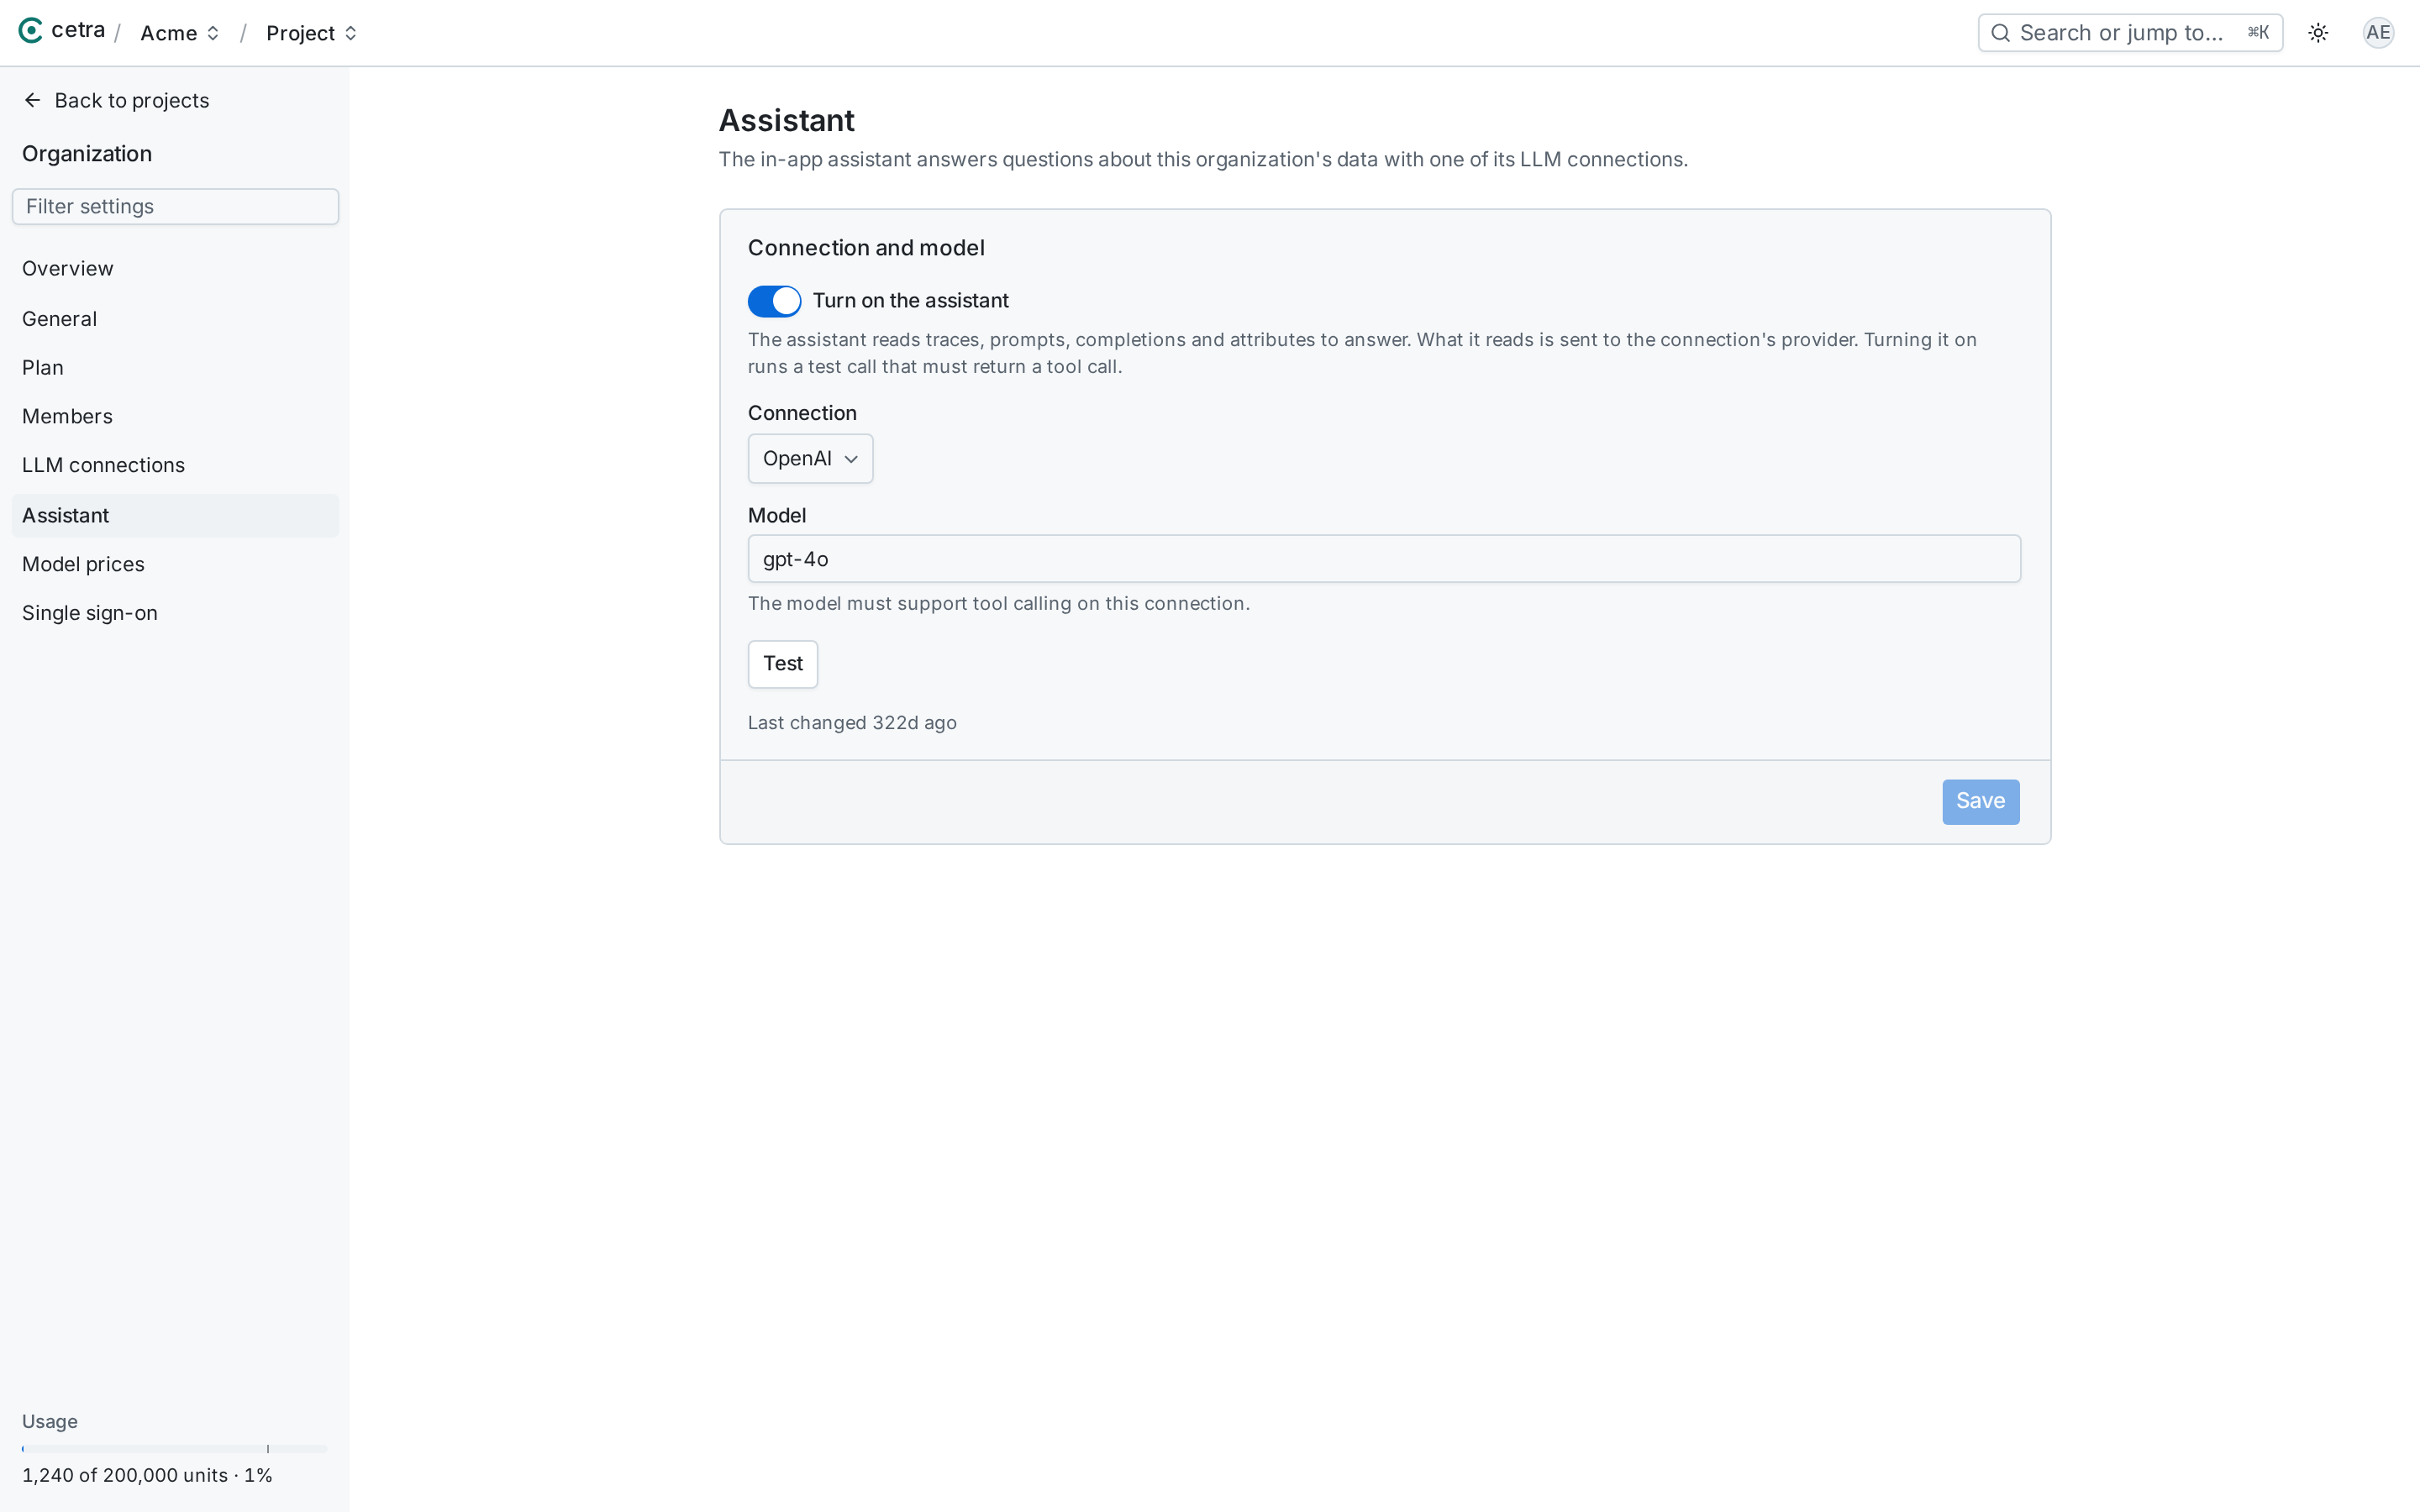 cetra / Acme / Project
Search or jump to... ⌘K
AE
Back to projects
Organization
Filter settings
Overview
General
Plan
Members
LLM connections
Assistant
Model prices
Single sign-on
Usage
1,240 of 200,000 units · 1%
Assistant
The in-app assistant answers questions about this organization's data with one of its LLM connections.
Connection and model
Turn on the assistant
The assistant reads traces, prompts, completions and attributes to answer. What it reads is sent to the connection's provider. Turning it on
runs a test call that must return a tool call.
Connection
OpenAI
Model
gpt-4o
The model must support tool calling on this connection.
Test
Last changed 322d ago
Save